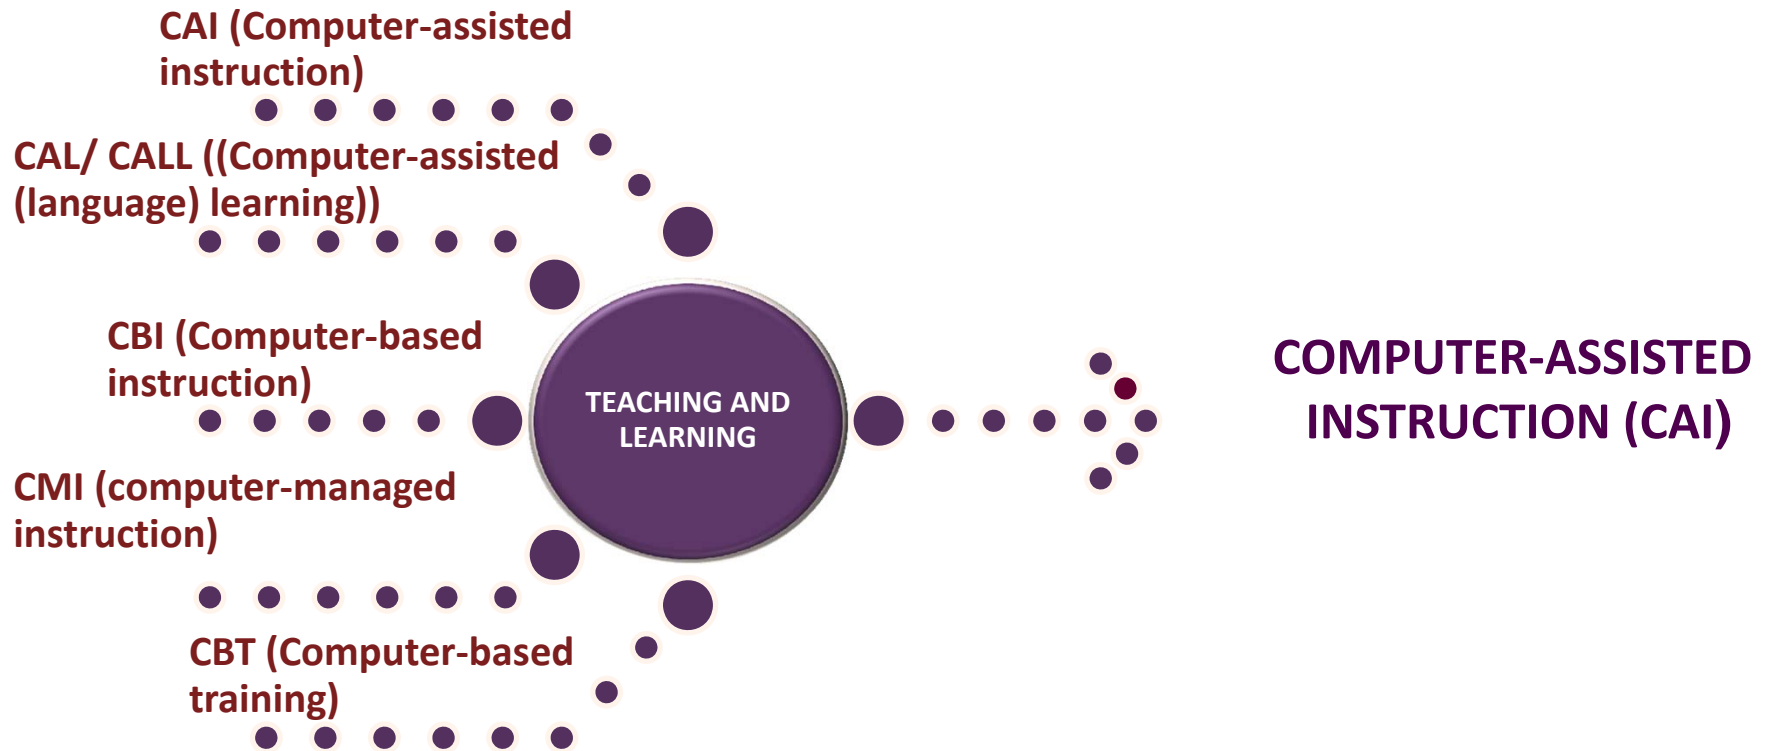 CAI (Computer-assisted
instruction)
CAL/ CALL ((Computer-assisted
(language) learning))
CBI (Computer-based
instruction)
CMI (computer-managed
instruction)
CBT (Computer-based
training)
TEACHING AND
LEARNING
COMPUTER-ASSISTED
INSTRUCTION (CAI)